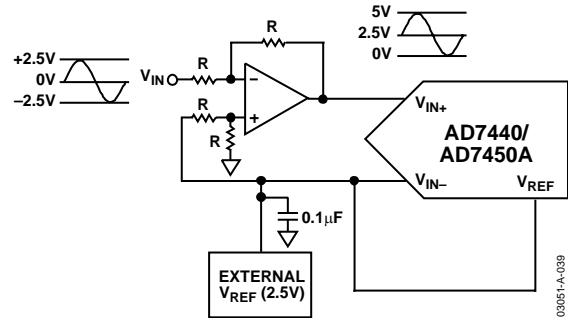 R
5V
2.5V
0V
+2.5V
0V
–2.5V
VIN
R
R
R
–
+
VIN+
AD7440/
AD7450A
VIN–
VREF
0.1µF
EXTERNAL
VREF (2.5V)
03051-A-039